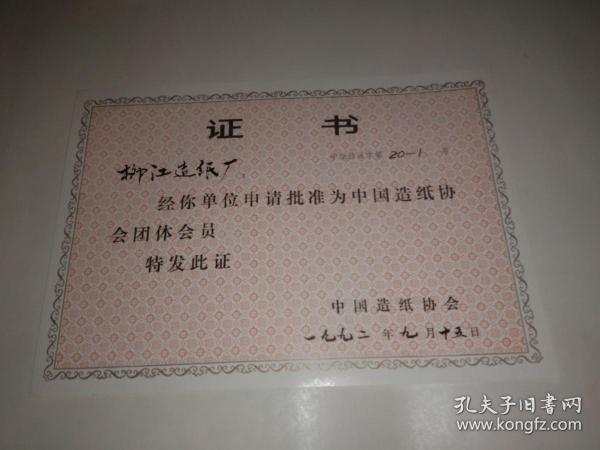 证 书
20-1 号
柳江造纸厂:
经你单位申请批准为中国造纸协
会团体会员
特发此证
中国造纸协会
一九九二年九月十五日
孔夫子旧书网
www.kongfz.com